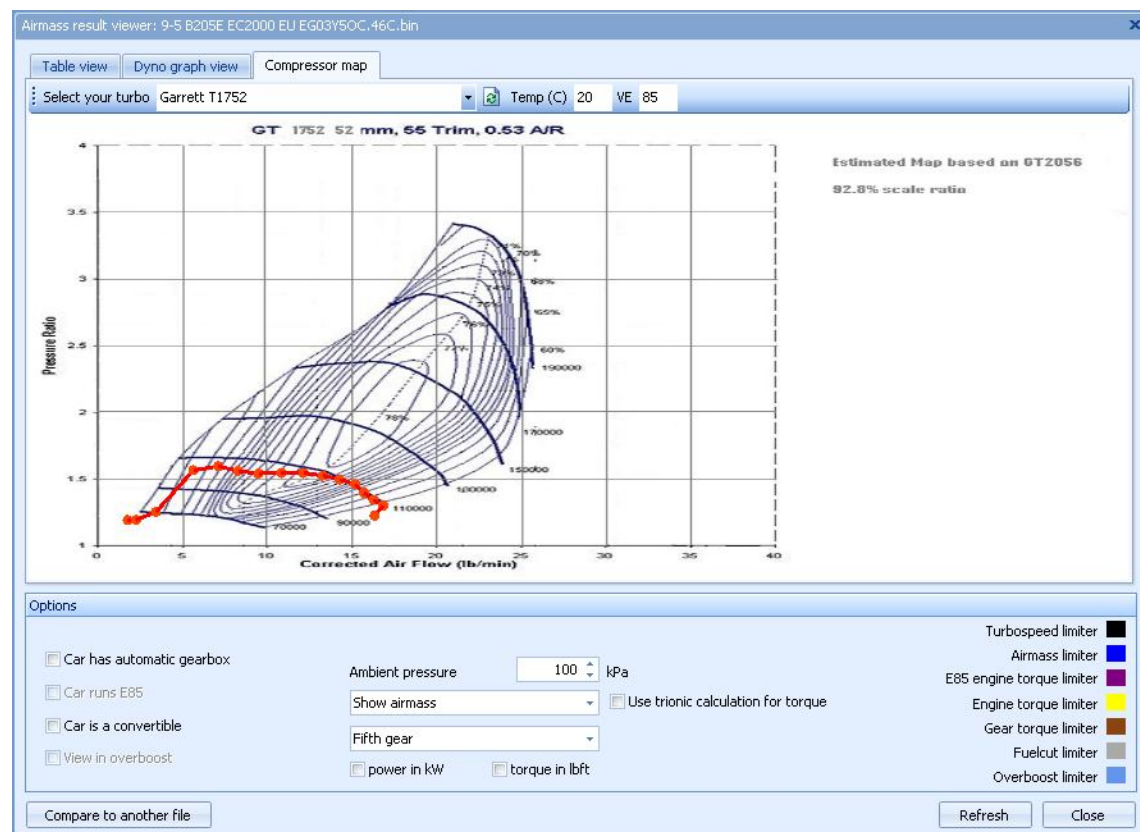 Airmass result viewer: 9-5 B205E EC2000 EU EG03Y5OC.46C.bin
Table view Dyno graph view Compressor map
Select your turbo Garrett T1752 Temp (C) 20 VE 85
GT 1752 52 mm, 55 Trim, 0.53 A/R
Estimated Map based on GT2056
92.8% scale ratio
4
3.5
3
2.5
2
1.5
1
Pressure Ratio
70%
74%
75%
76%
77%
78%
65%
60%
190000
170000
150000
100000
110000
90000
70000
0 5 10 15 20 25 30 35 40
Corrected Air Flow (lb/min)
Options
Car has automatic gearbox
Car runs E85
Car is a convertible
View in overboost
Ambient pressure 100 kPa
Show airmass
Use trionic calculation for torque
Fifth gear
power in kW torque in lbft
Turbospeed limiter
Airmass limiter
E85 engine torque limiter
Engine torque limiter
Gear torque limiter
Fuelcut limiter
Overboost limiter
Compare to another file Refresh Close